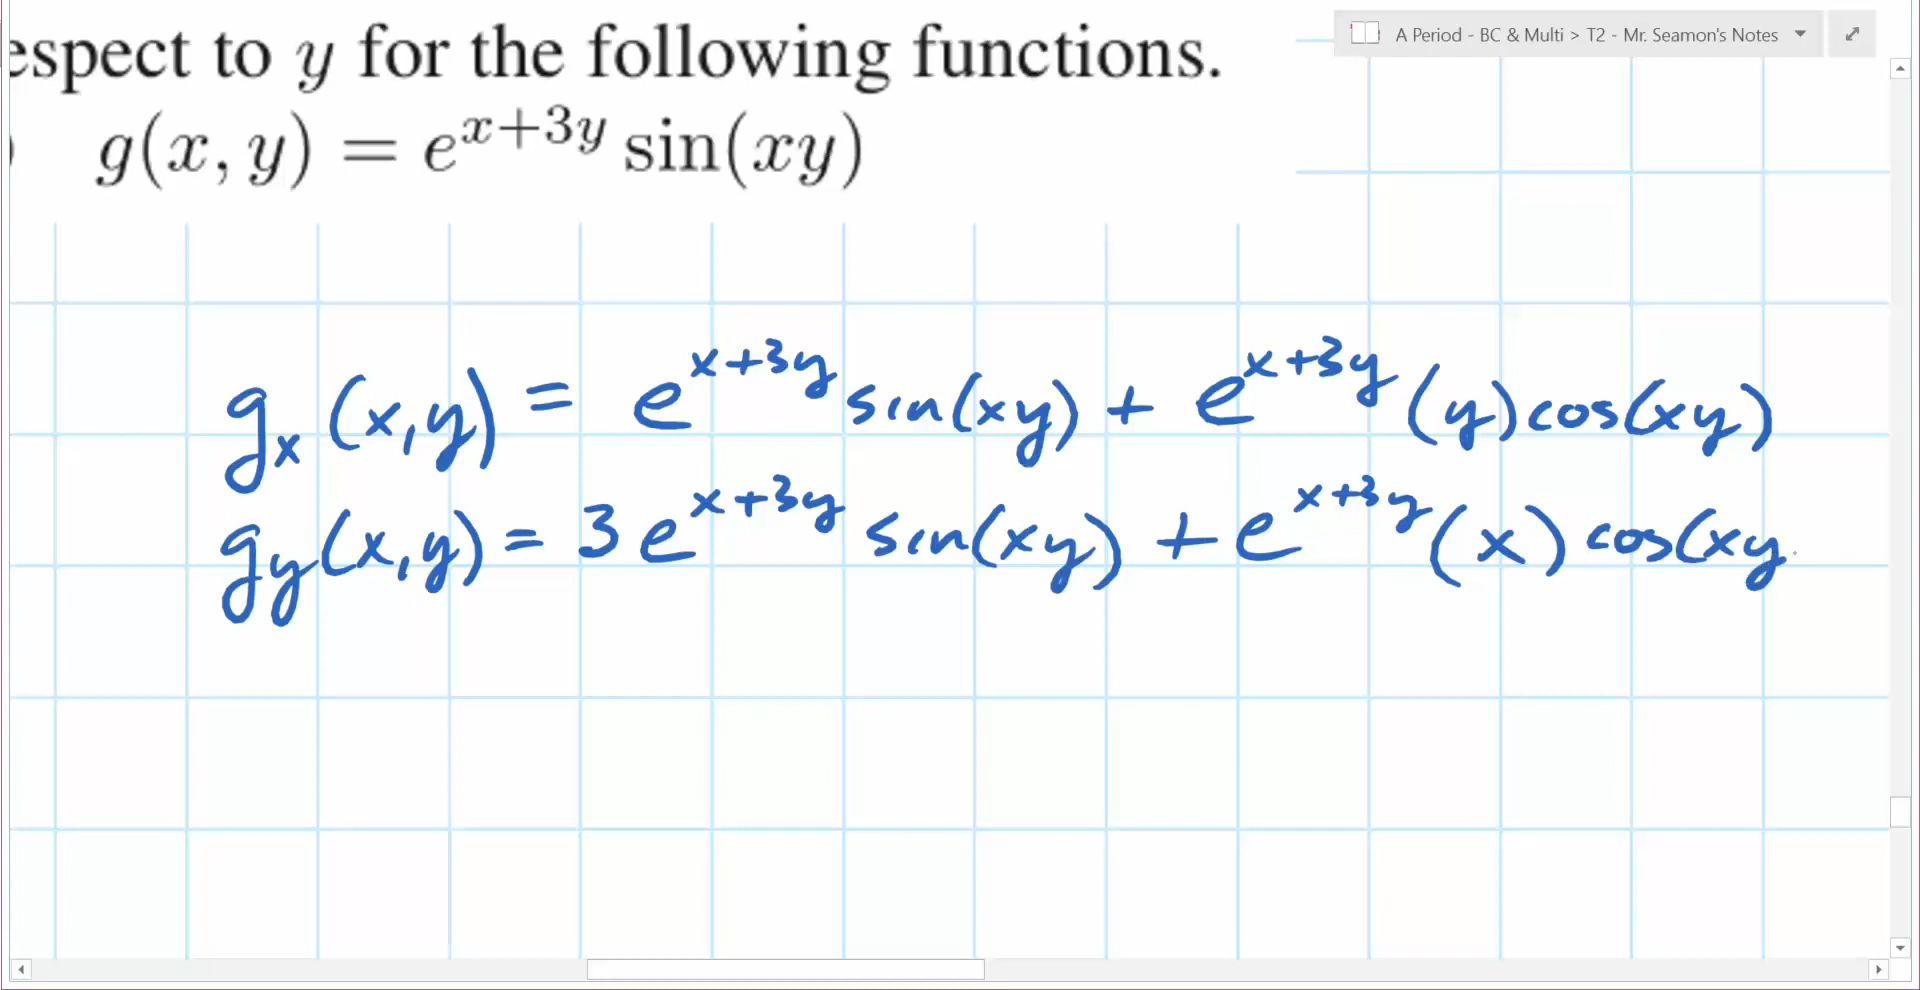 espect to y for the following functions.
A Period - BC & Multi > T2 - Mr. Seamon's Notes
) g(x, y) = e^{x+3y} sin(xy)
g_x (x,y) = e^{x+3y} sin(xy) + e^{x+3y} (y) cos(xy)
g_y (x,y) = 3 e^{x+3y} sin(xy) + e^{x+3y} (x) cos(xy